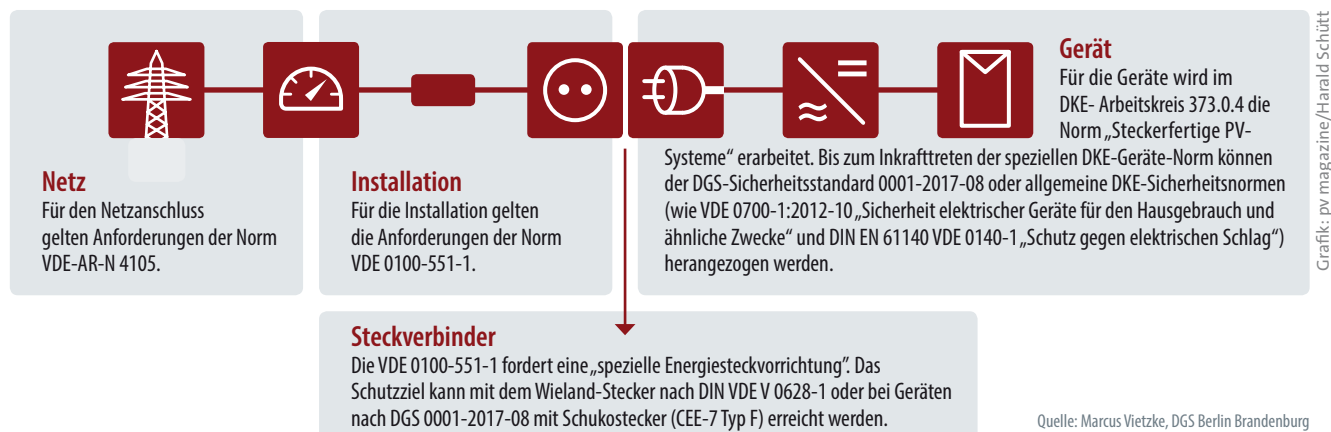 Netz
Für den Netzanschluss
gelten Anforderungen der Norm
VDE-AR-N 4105.
Installation
Für die Installation gelten
die Anforderungen der Norm
VDE 0100-551-1.
Gerät
Für die Geräte wird im
DKE- Arbeitskreis 373.0.4 die
Norm „Steckerfertige PV-
Systeme“ erarbeitet. Bis zum Inkrafttreten der speziellen DKE-Geräte-Norm können
der DGS-Sicherheitsstandard 0001-2017-08 oder allgemeine DKE-Sicherheitsnormen
(wie VDE 0700-1:2012-10 „Sicherheit elektrischer Geräte für den Hausgebrauch und
ähnliche Zwecke“ und DIN EN 61140 VDE 0140-1 „Schutz gegen elektrischen Schlag“)
herangezogen werden.
Steckverbinder
Die VDE 0100-551-1 fordert eine „spezielle Energiesteckvorrichtung”. Das
Schutzziel kann mit dem Wieland-Stecker nach DIN VDE V 0628-1 oder bei Geräten
nach DGS 0001-2017-08 mit Schukostecker (CEE-7 Typ F) erreicht werden.
Quelle: Marcus Vietzke, DGS Berlin Brandenburg
Grafik: pv magazine/Harald Schütt